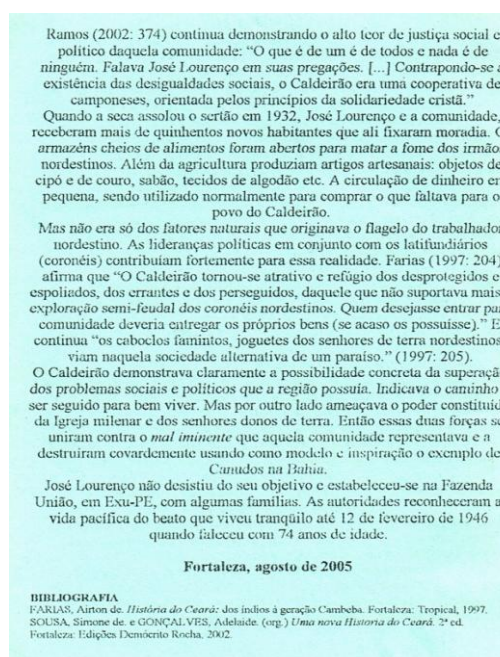 Ramos (2002: 374) continua demonstrando o alto teor de justiça social e
político daquela comunidade: “O que é de um é de todos e nada é de
ninguém. Falava José Lourenço em suas pregações. [...] Contrapondo-se a
existência das desigualdades sociais, o Caldeirão era uma cooperativa de
camponeses, orientada pelos princípios da solidariedade cristã.”
Quando a seca assolou o sertão em 1932, José Lourenço e a comunidade,
receberam mais de quinhentos novos habitantes que ali fixaram moradia. O
armazéns cheios de alimentos foram abertos para matar a fome dos irmão
nordestinos. Além da agricultura produziam artigos artesanais: objetos de
cipó e de couro, sabão, tecidos de algodão etc. A circulação de dinheiro er
pequena, sendo utilizado normalmente para comprar o que faltava para o
povo do Caldeirão.
Mas não era só dos fatores naturais que originava o flagelo do trabalhador
nordestino. As lideranças políticas em conjunto com os latifundiários
(coronéis) contribuíam fortemente para essa realidade. Farias (1997: 204)
afirma que “O Caldeirão tornou-se atrativo e refúgio dos desprotegidos e
espoliados, dos errantes e dos perseguidos, daquele que não suportava mais
exploração semi-feudal dos coronéis nordestinos. Quem desejasse entrar pa
comunidade deveria entregar os próprios bens (se acaso os possuísse).” E
continua “os caboclos famintos, joguetes dos senhores de terra nordestinos
viam naquela sociedade alternativa de um paraíso.” (1997: 205).
O Caldeirão demonstrava claramente a possibilidade concreta da superaçã
dos problemas sociais e políticos que a região possuia. Indicava o caminho
ser seguido para bem viver. Mas por outro lado ameaçava o poder constituíd
da Igreja milenar e dos senhores donos de terra. Então essas duas forças se
uniram contra o mal iminente que aquela comunidade representava e a
destruíram covardemente usando como modelo e inspiração o exemplo de
Canudos na Bahia.
José Lourenço não desistiu do seu objetivo e estabeleceu-se na Fazenda
União, em Exu-PE, com algumas famílias. As autoridades reconheceram a
vida pacífica do beato que viveu tranqüilo até 12 de fevereiro de 1946
quando faleceu com 74 anos de idade.
Fortaleza, agosto de 2005
BIBLIOGRAFIA
FARIAS, Airton de. História do Ceará: dos índios à geração Cambeba. Fortaleza: Tropical, 1997.
SOUSA, Simone de. e GONÇALVES, Adelaide. (org.) Uma nova Historia do Ceará. 2ª ed.
Fortaleza: Edições Demócrito Rocha, 2002.